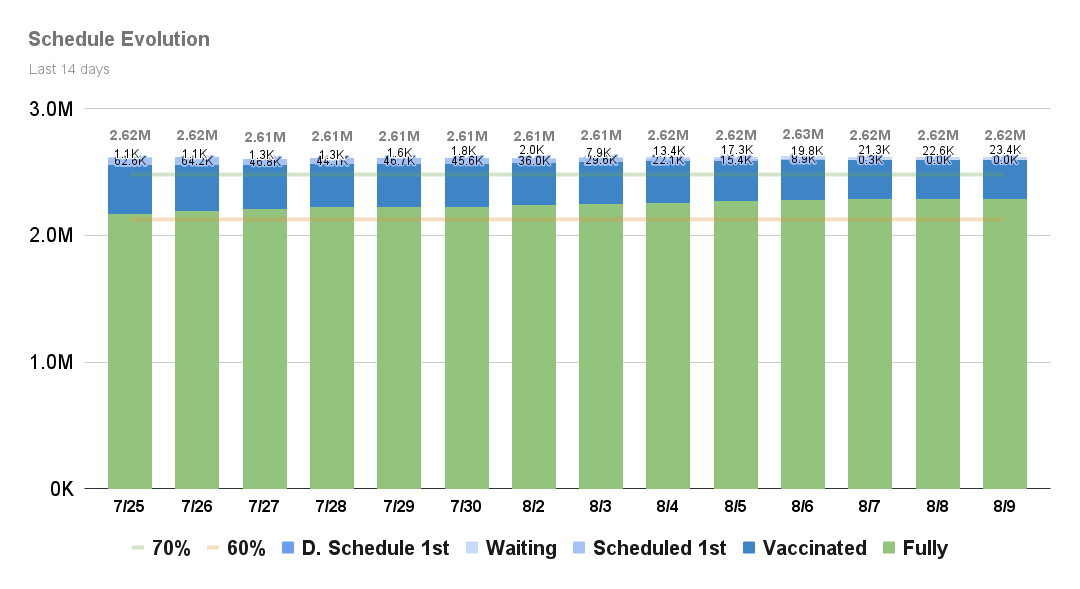 Schedule Evolution
Last 14 days
3.0M
2.62M 2.62M 2.61M 2.61M 2.61M 2.61M 2.61M 2.61M 2.62M 2.62M 2.63M 2.62M 2.62M 2.62M
1.1K 1.1K 1.3K 1.3K 1.6K 1.8K 2.0K 7.9K 13.4K 17.3K 19.8K 21.3K 22.6K 23.4K
62.6K 64.2K 46.8K 44.1K 46.7K 45.6K 36.0K 29.6K 22.1K 15.4K 8.9K 0.3K 0.0K 0.0K
2.0M
1.0M
0K
7/25 7/26 7/27 7/28 7/29 7/30 8/2 8/3 8/4 8/5 8/6 8/7 8/8 8/9
70% 60% D. Schedule 1st Waiting Scheduled 1st Vaccinated Fully